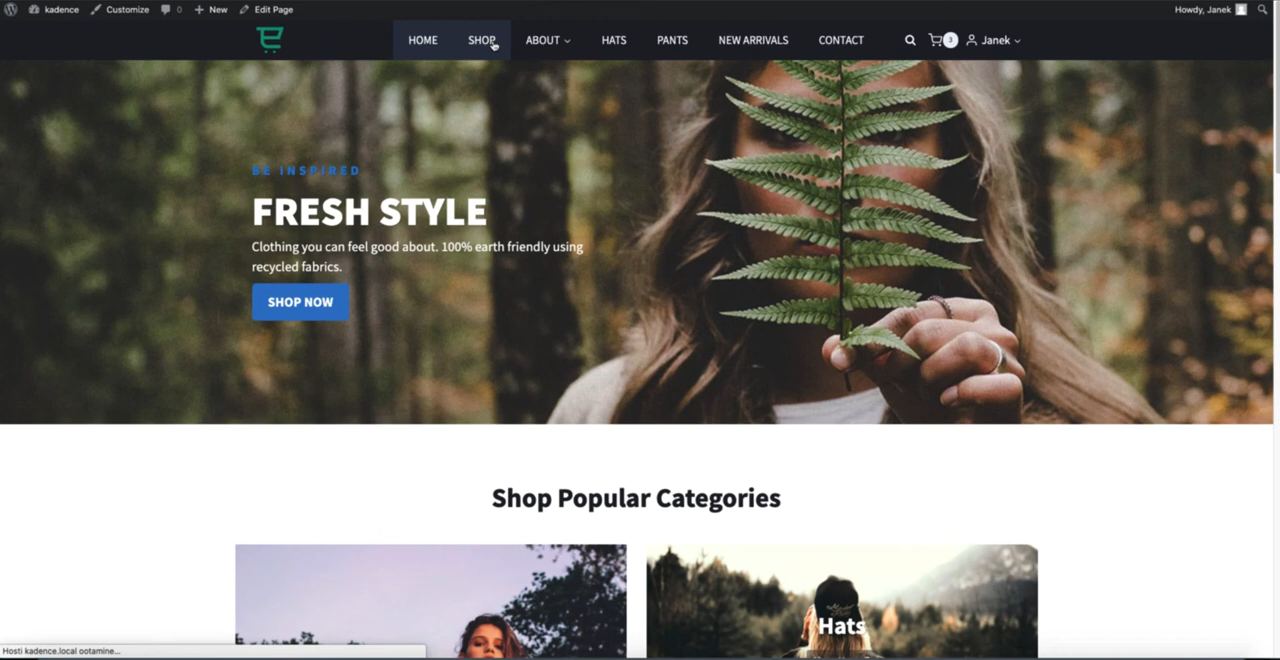 kadence Customize 0 New Edit Page Howdy, Janek
HOME SHOP ABOUT HATS PANTS NEW ARRIVALS CONTACT 3 Janek
BE INSPIRED
FRESH STYLE
Clothing you can feel good about. 100% earth friendly using
recycled fabrics.
SHOP NOW
Shop Popular Categories
Hats
Hosti kadence.local ootamine...